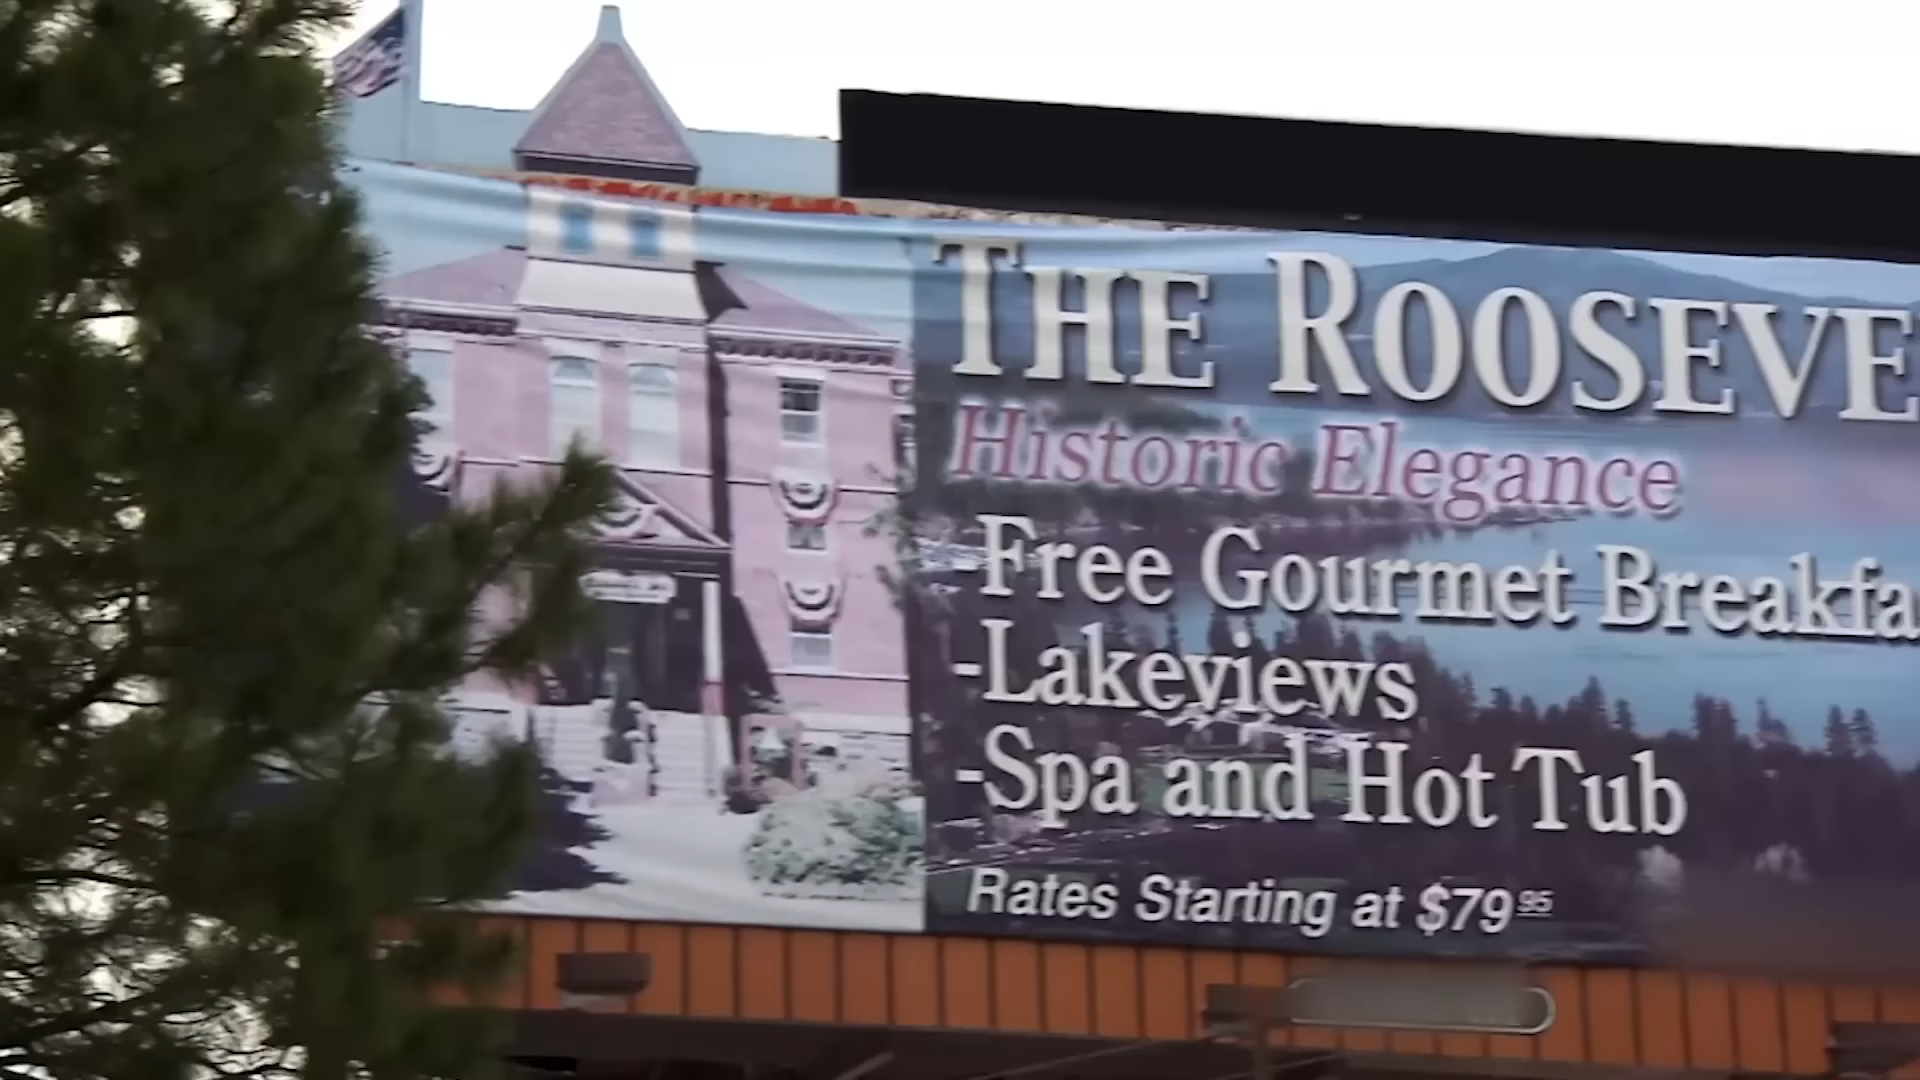 THE ROOSEVE
Historic Elegance
-Free Gourmet Breakfa
-Lakeviews
-Spa and Hot Tub
Rates Starting at $79 95